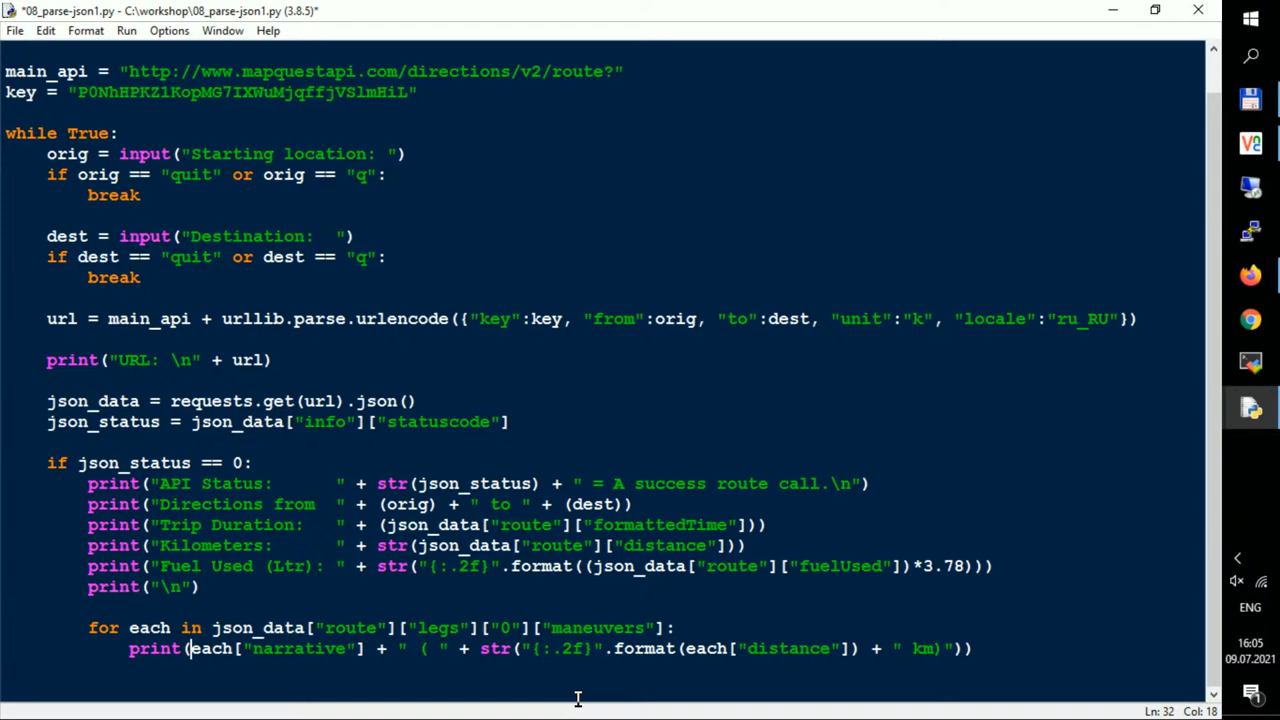 *08_parse-json1.py - C:\workshop\08_parse-json1.py (3.8.5)*
File Edit Format Run Options Window Help
main_api = "http://www.mapquestapi.com/directions/v2/route?"
key = "P0NhHPKZ1KopMG7IXWuMjqffjVSlmHiL"
while True:
    orig = input("Starting location: ")
    if orig == "quit" or orig == "q":
        break
    dest = input("Destination:  ")
    if dest == "quit" or dest == "q":
        break
    url = main_api + urllib.parse.urlencode({"key":key, "from":orig, "to":dest, "unit":"k", "locale":"ru_RU"})
    print("URL: \n" + url)
    json_data = requests.get(url).json()
    json_status = json_data["info"]["statuscode"]
    if json_status == 0:
        print("API Status:      " + str(json_status) + " = A success route call.\n")
        print("Directions from  " + (orig) + " to " + (dest))
        print("Trip Duration:   " + (json_data["route"]["formattedTime"]))
        print("Kilometers:      " + str(json_data["route"]["distance"]))
        print("Fuel Used (Ltr): " + str("{:.2f}".format((json_data["route"]["fuelUsed"])*3.78)))
        print("\n")
        for each in json_data["route"]["legs"]["0"]["maneuvers"]:
            print(each["narrative"] + " ( " + str("{:.2f}".format(each["distance"]) + " km)"))
Ln: 32 Col: 18
ENG
16:05
09.07.2021
1